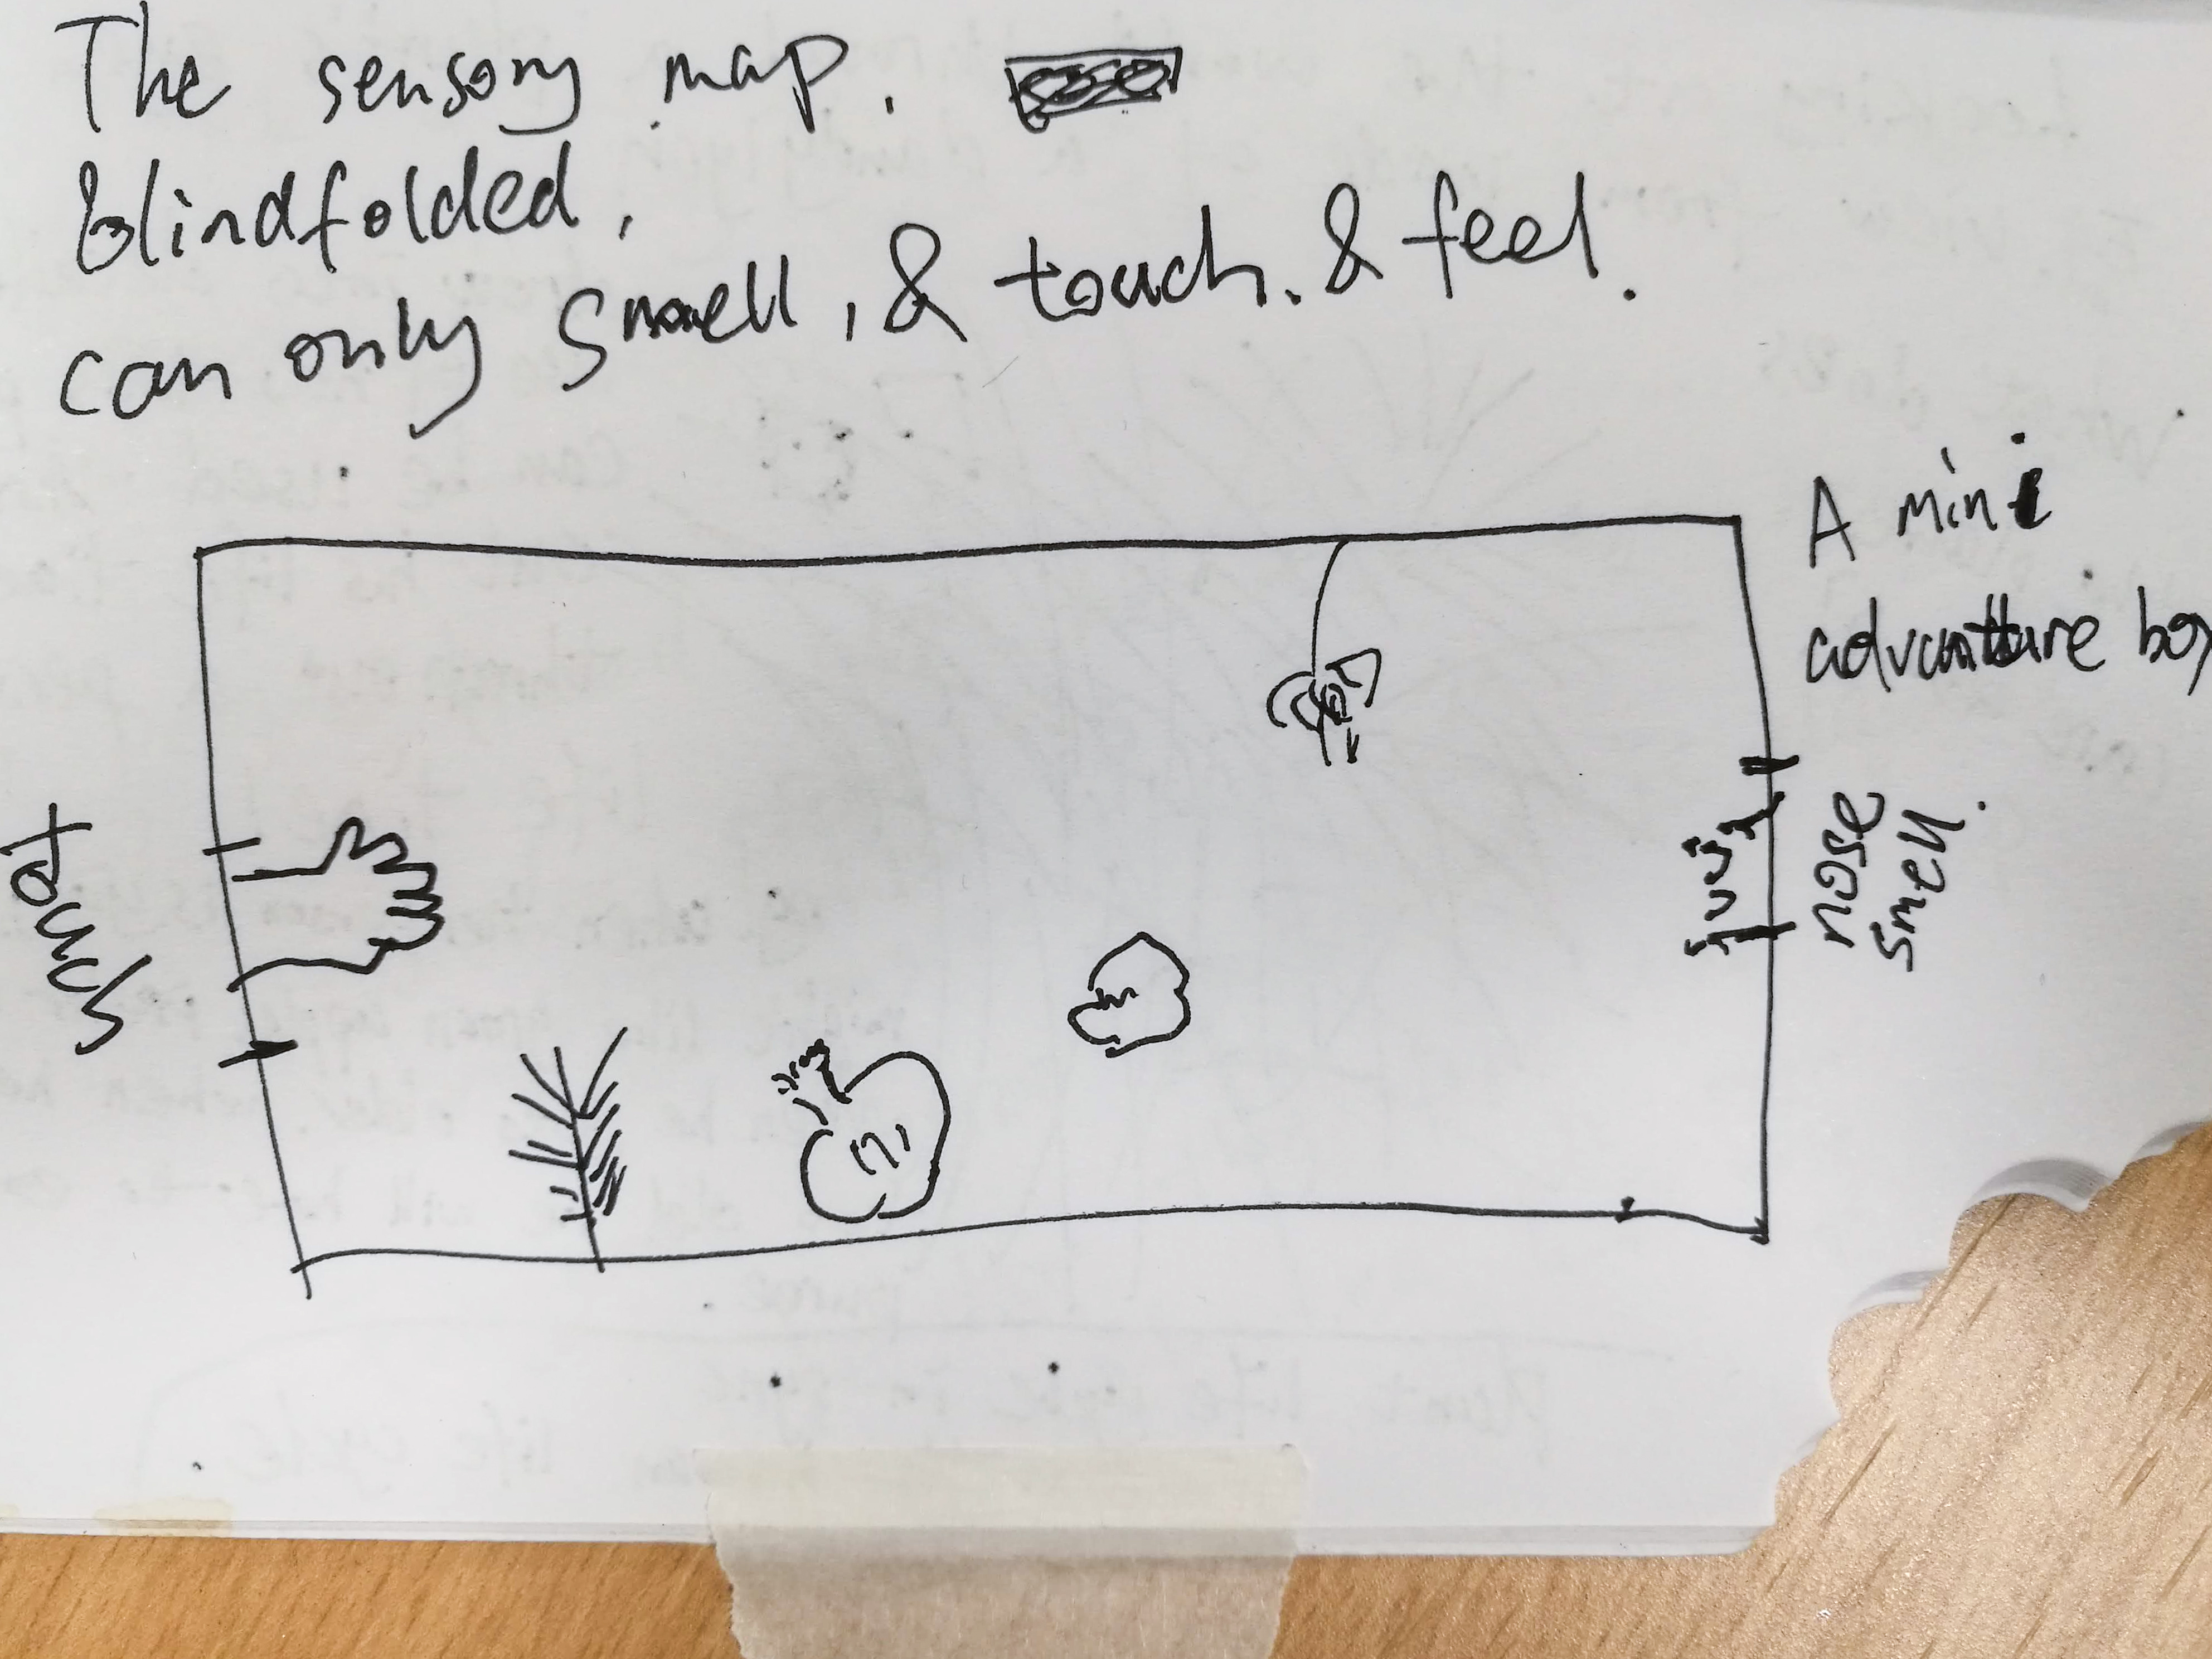 The sensory map.
blindfolded,
can only smell, & touch. & feel.
A mini
adventure box
touch
nose
smell.